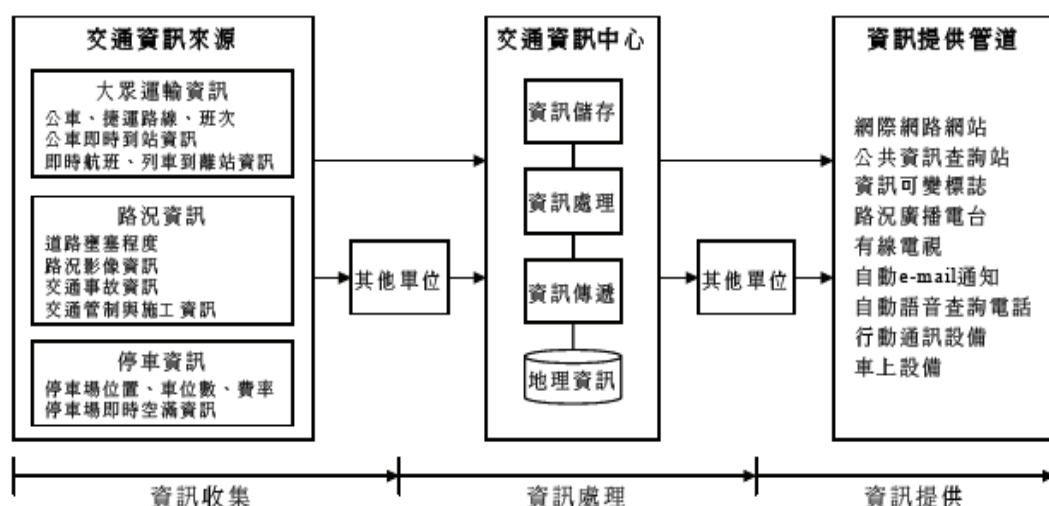 交通資訊來源
大眾運輸資訊
公車、捷運路線、班次
公車即時到站資訊
即時航班、列車到離站資訊
路況資訊
道路壅塞程度
路況影像資訊
交通事故資訊
交通管制與施工資訊
停車資訊
停車場位置、車位數、費率
停車場即時空滿資訊
其他單位
交通資訊中心
資訊儲存
資訊處理
資訊傳遞
地理資訊
其他單位
資訊提供管道
網際網路網站
公共資訊查詢站
資訊可變標誌
路況廣播電台
有線電視
自動e-mail通知
自動語音查詢電話
行動通訊設備
車上設備
資訊收集
資訊處理
資訊提供